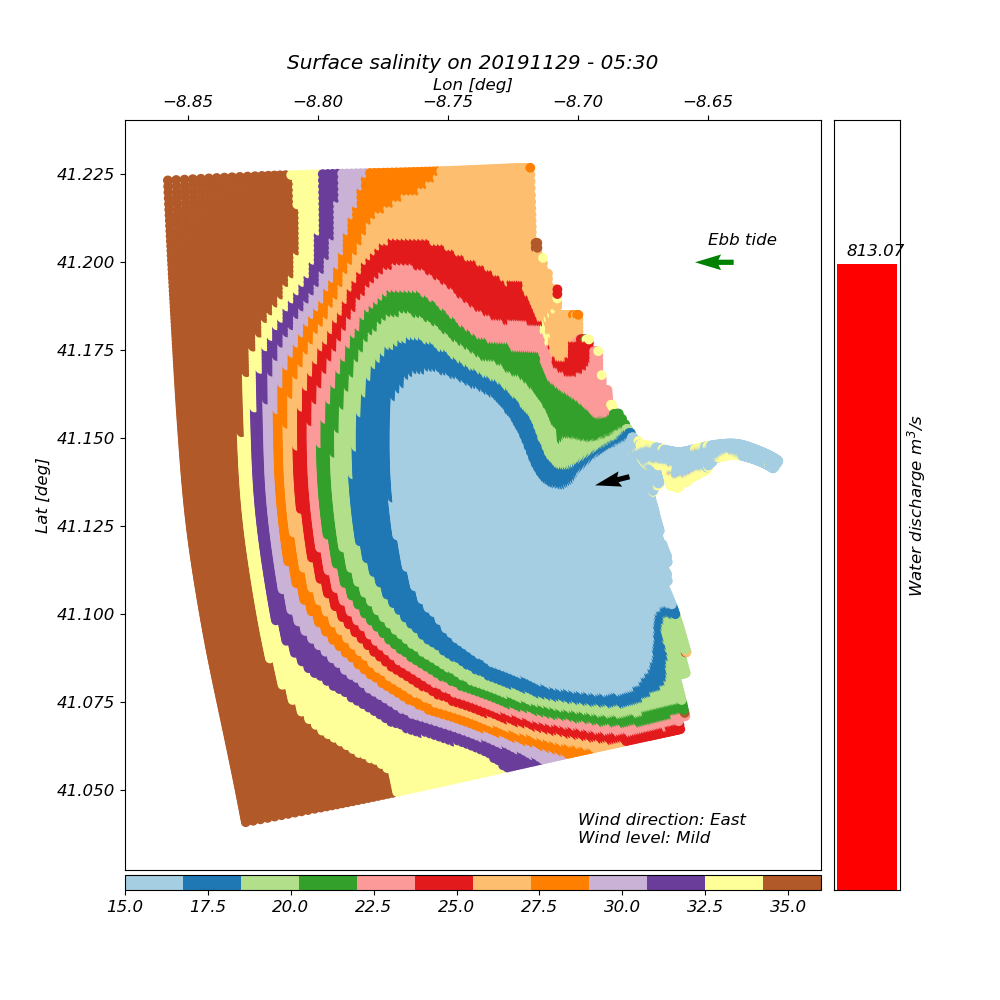 Surface salinity on 20191129 - 05:30
Lon [deg]
−8.85 −8.80 −8.75 −8.70 −8.65
41.225
41.200
41.175
41.150
41.125
41.100
41.075
41.050
Lat [deg]
Ebb tide
813.07
Water discharge m³/s
Wind direction: East
Wind level: Mild
15.0 17.5 20.0 22.5 25.0 27.5 30.0 32.5 35.0